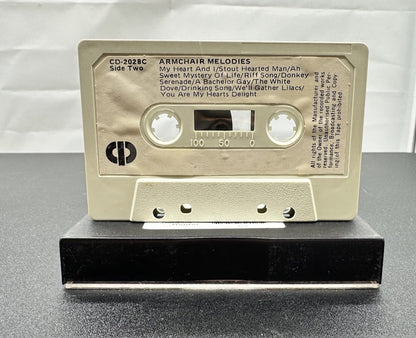 CD-2028C
Side Two
ARMCHAIR MELODIES
My Heart And I/Stout Hearted Man/Ah
Sweet Mystery Of Life/Riff Song/Donkey
Serenade/A Bachelor Gay/The White
Dove/Drinking Song/We'll Gather Lilacs/
You Are My Hearts Delight
100 50 0
All rights of the Manufacturer and
of the Owner of the recorded works
reserved. Unauthorised Public Per-
formance, Broadcasting and Copy
ing of this Tape prohibited